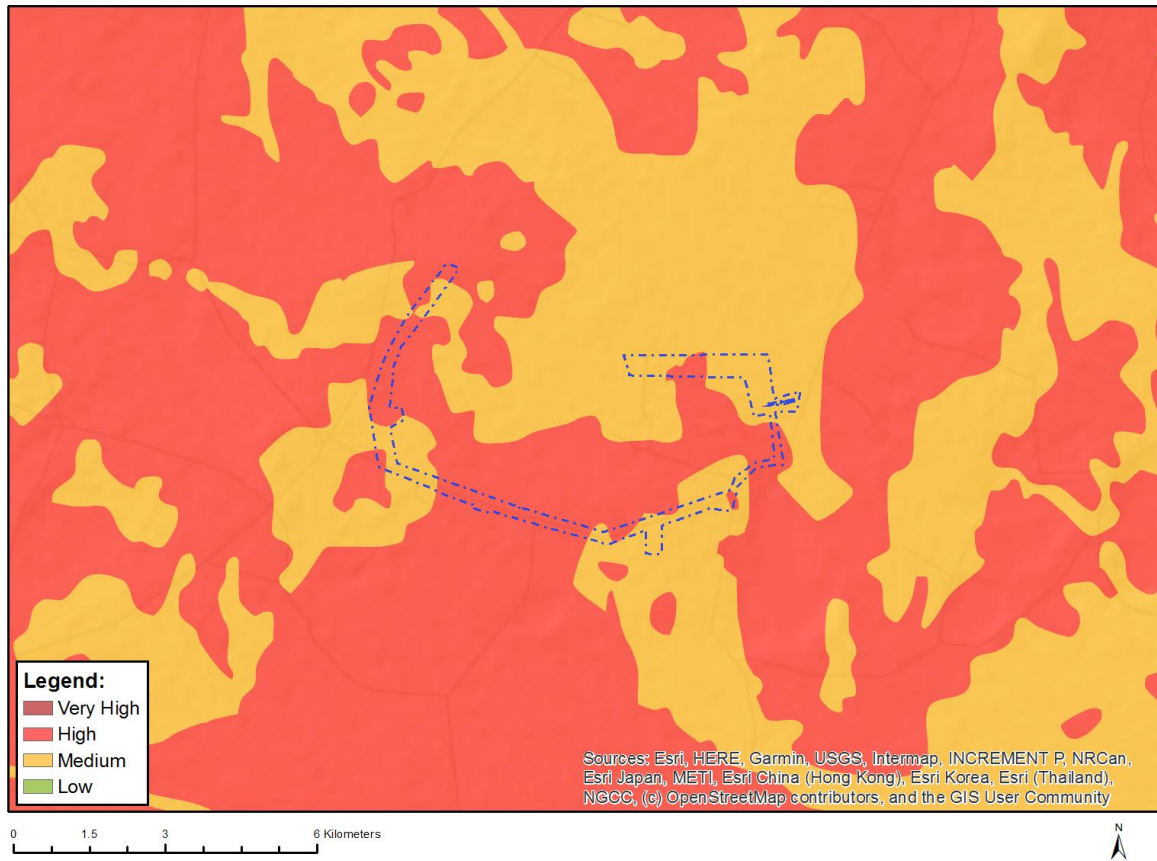 Legend:
Very High
High
Medium
Low
Sources: Esri, HERE, Garmin, USGS, Intermap, INCREMENT P, NRCan,
Esri Japan, METI, Esri China (Hong Kong), Esri Korea, Esri (Thailand),
NGCC, (c) OpenStreetMap contributors, and the GIS User Community
0 1.5 3 6 Kilometers
N